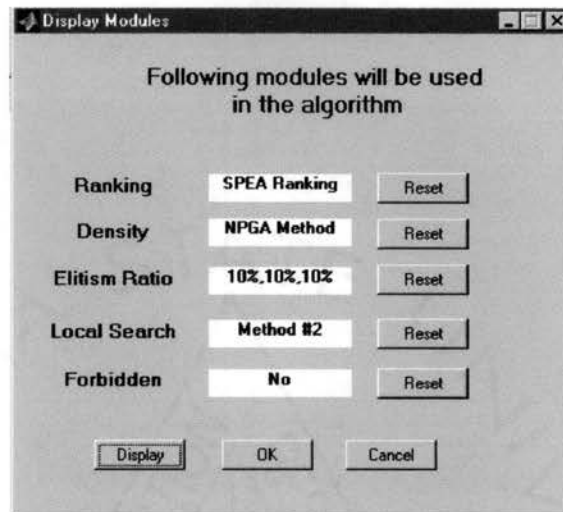 Display Modules
Following modules will be used
in the algorithm
Ranking SPEA Ranking Reset
Density NPGA Method Reset
Elitism Ratio 10%,10%,10% Reset
Local Search Method #2 Reset
Forbidden No Reset
Display OK Cancel